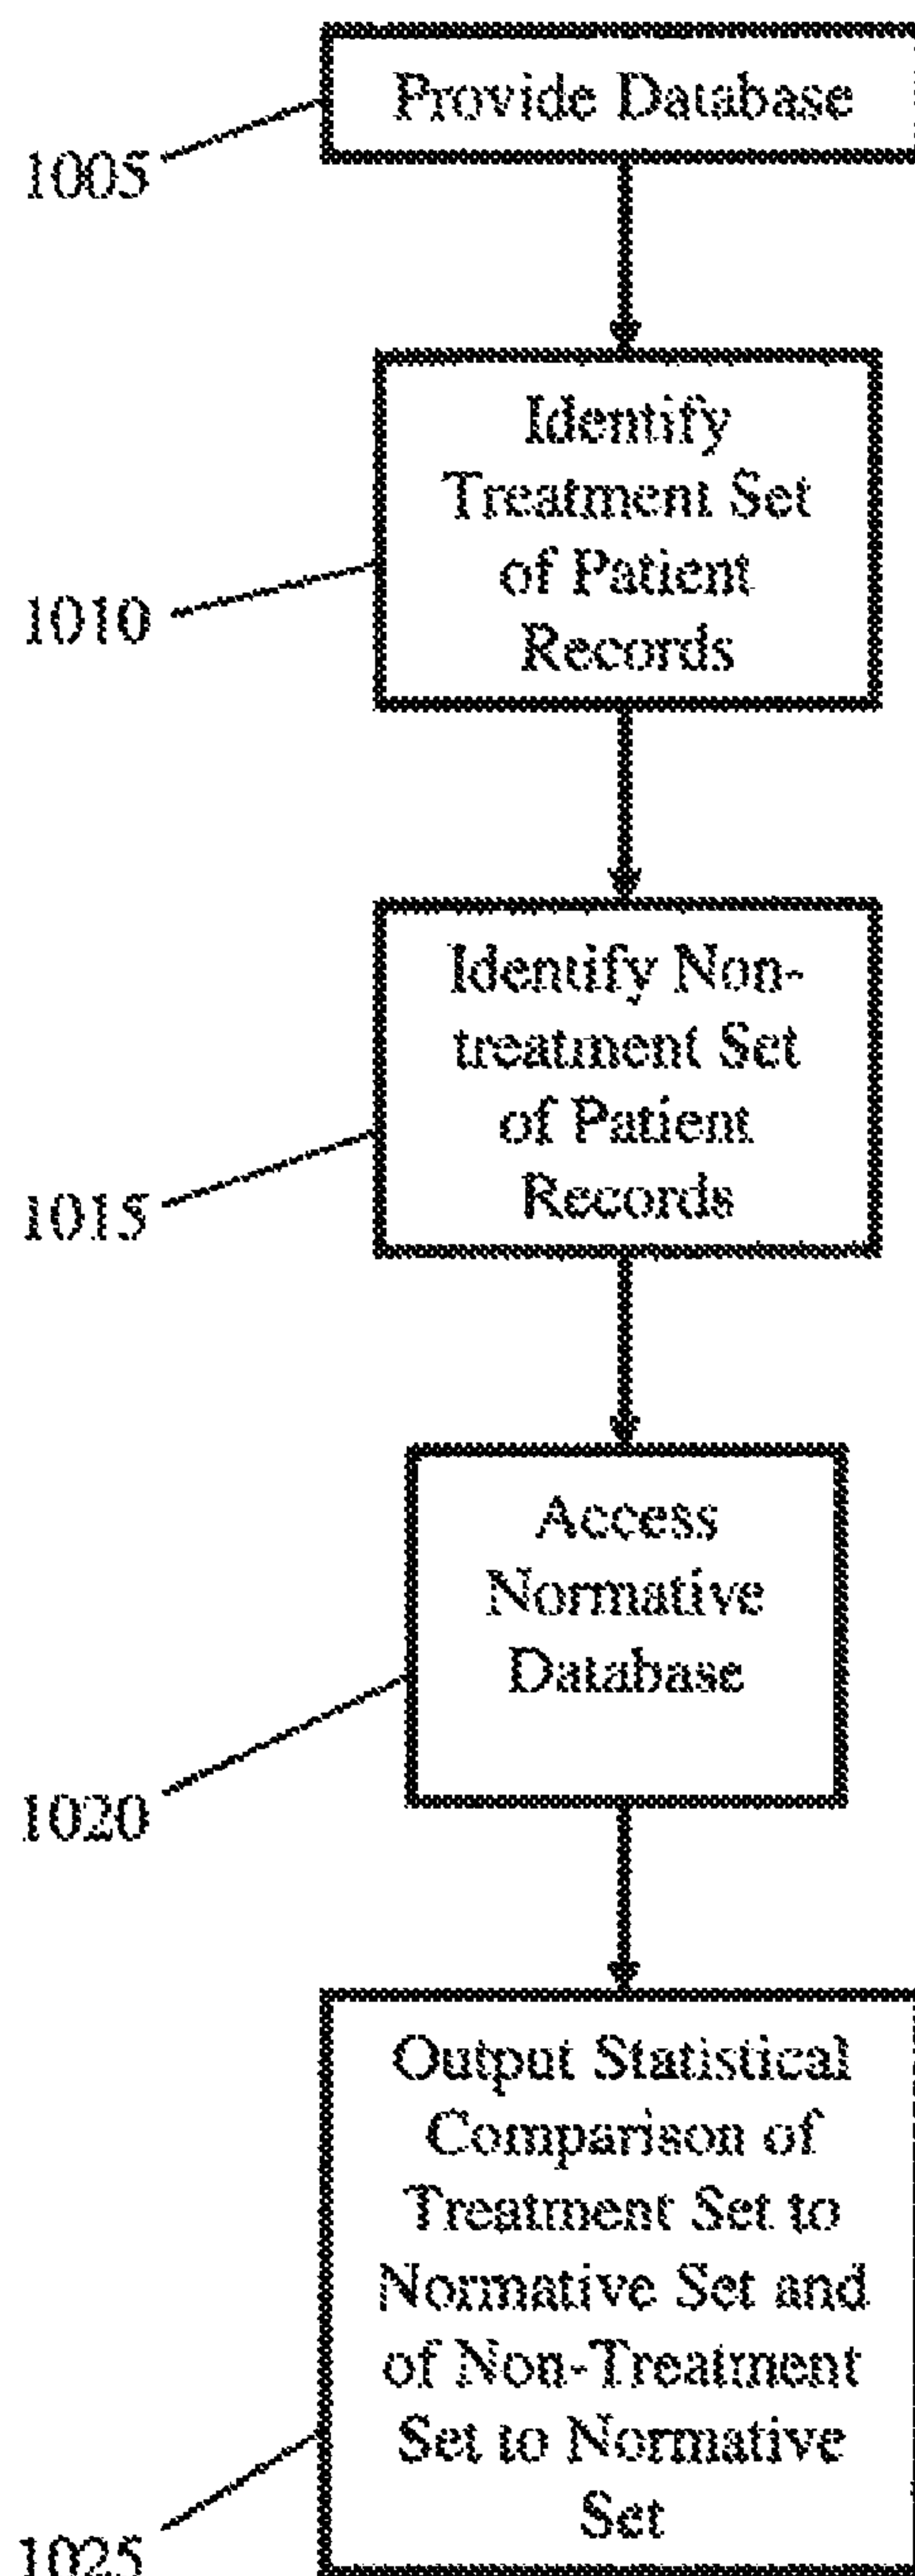 Provide Database
1005
Identify
Treatment Set
of Patient
Records
1010
Identify Non-
treatment Set
of Patient
Records
1015
Access
Normative
Database
1020
Output Statistical
Comparison of
Treatment Set to
Normative Set and
of Non-Treatment
Set to Normative
Set
1025